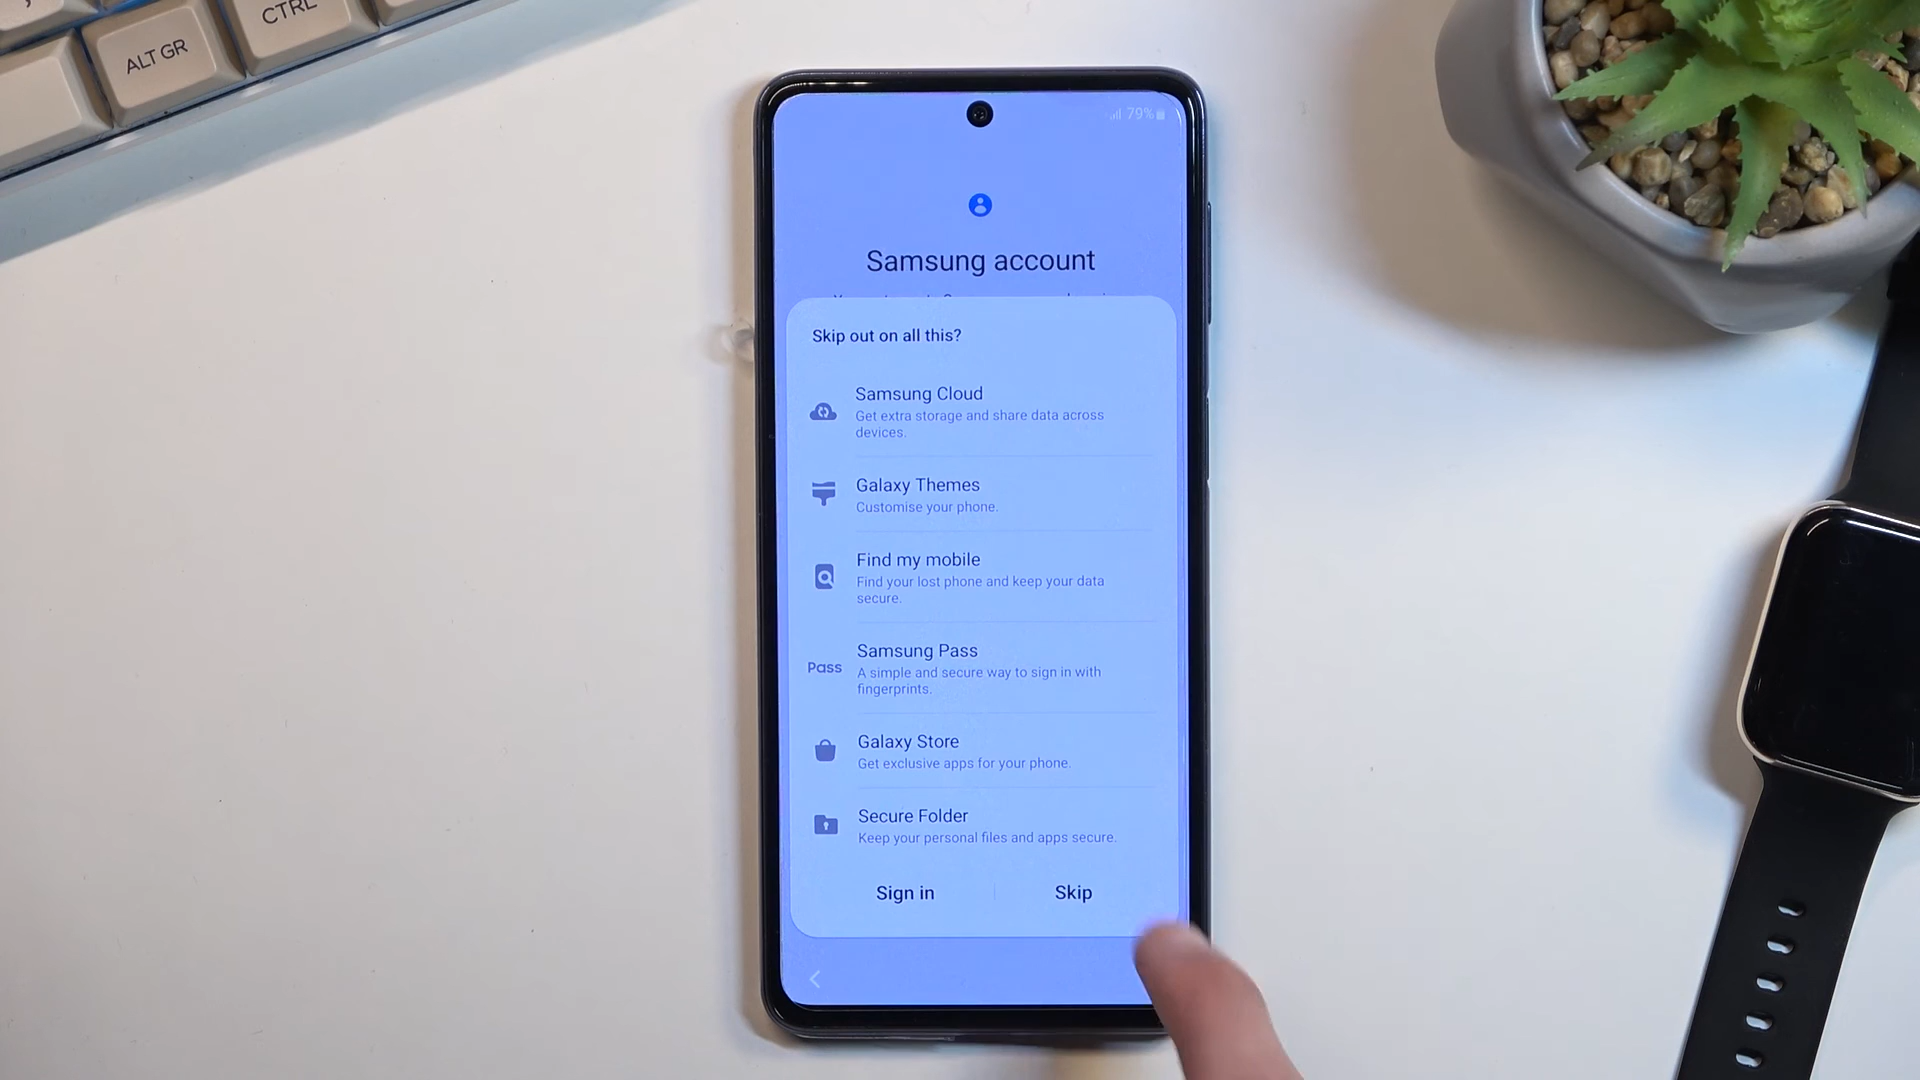 CTRL
ALT GR
79%
Samsung account
Skip out on all this?
Samsung Cloud
Get extra storage and share data across
devices.
Galaxy Themes
Customise your phone.
Find my mobile
Find your lost phone and keep your data
secure.
Pass
Samsung Pass
A simple and secure way to sign in with
fingerprints.
Galaxy Store
Get exclusive apps for your phone.
Secure Folder
Keep your personal files and apps secure.
Sign in
Skip